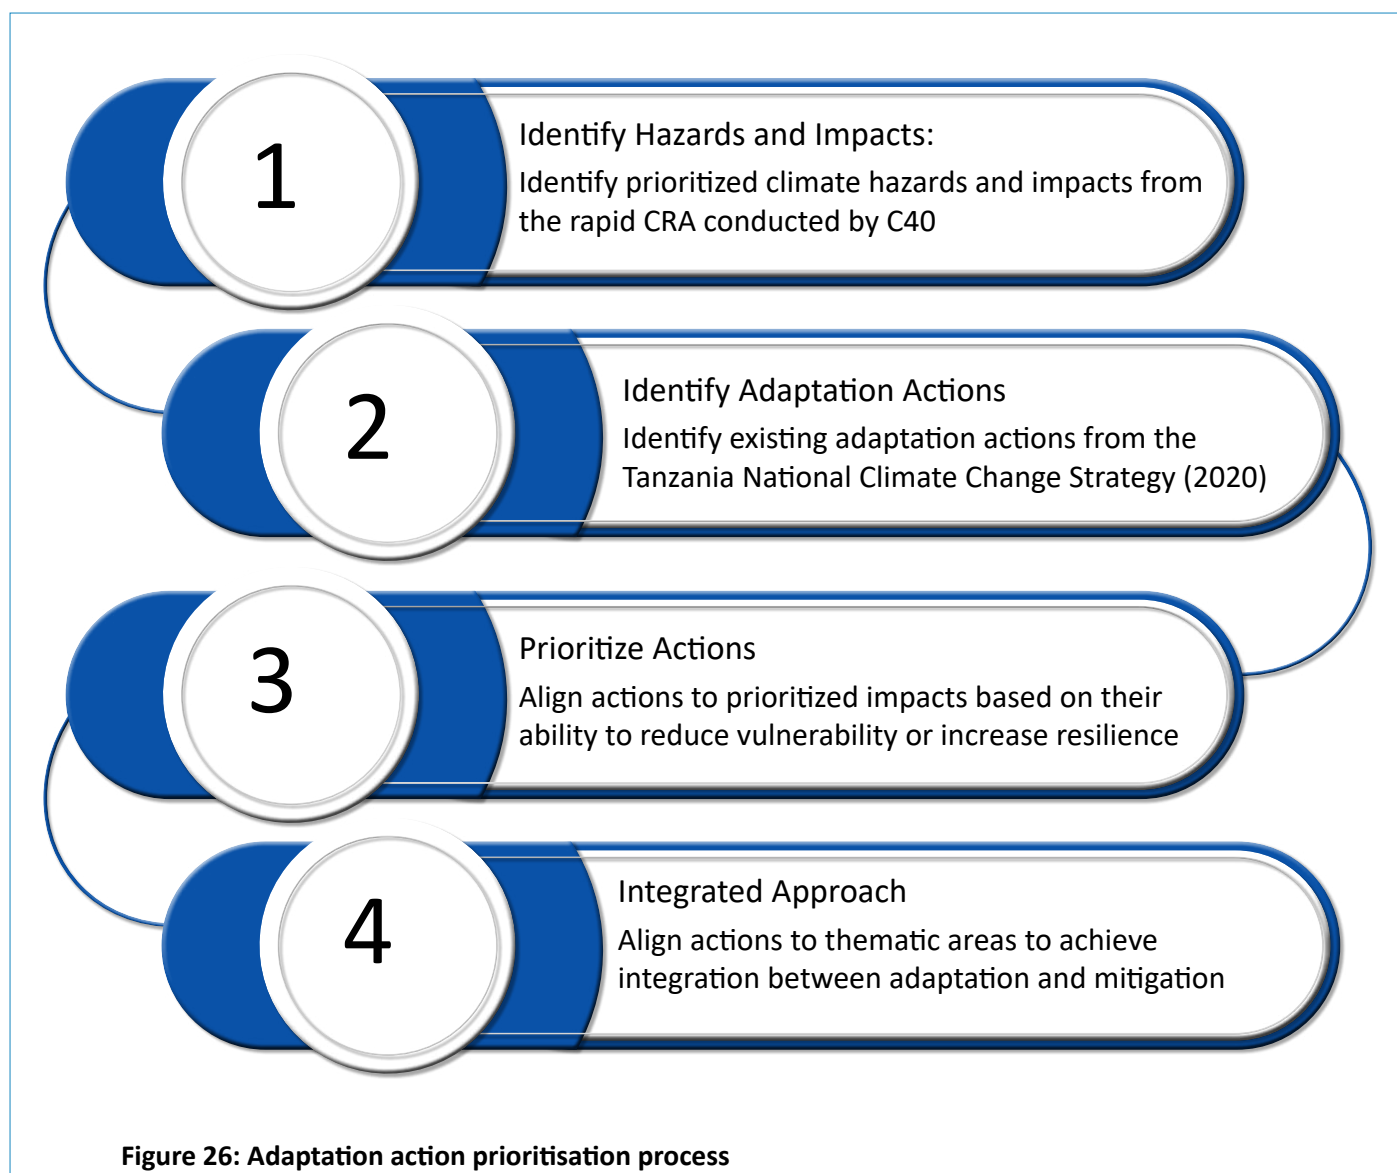 1
Identify Hazards and Impacts:
Identify prioritized climate hazards and impacts from
the rapid CRA conducted by C40
2
Identify Adaptation Actions
Identify existing adaptation actions from the
Tanzania National Climate Change Strategy (2020)
3
Prioritize Actions
Align actions to prioritized impacts based on their
ability to reduce vulnerability or increase resilience
4
Integrated Approach
Align actions to thematic areas to achieve
integration between adaptation and mitigation
Figure 26: Adaptation action prioritisation process